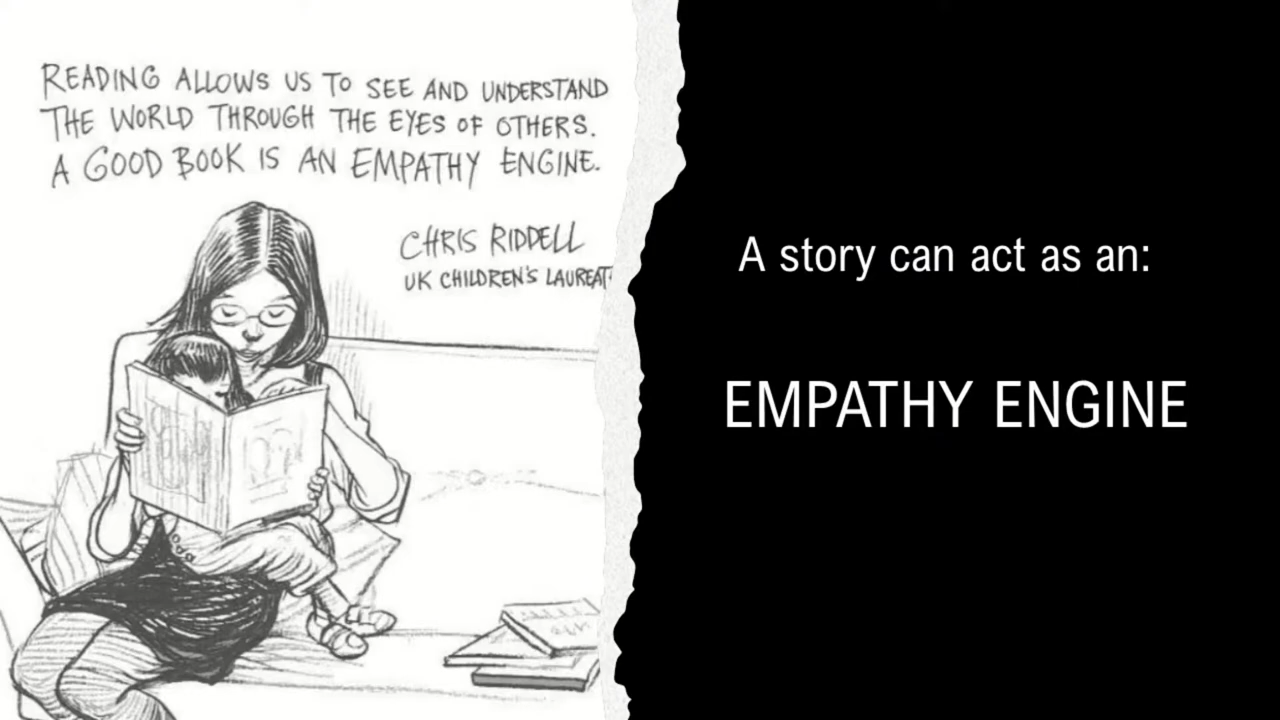 READING ALLOWS US TO SEE AND UNDERSTAND
THE WORLD THROUGH THE EYES OF OTHERS.
A GOOD BOOK IS AN EMPATHY ENGINE.
CHRIS RIDDELL
UK CHILDREN'S LAUREAT
A story can act as an:
EMPATHY ENGINE